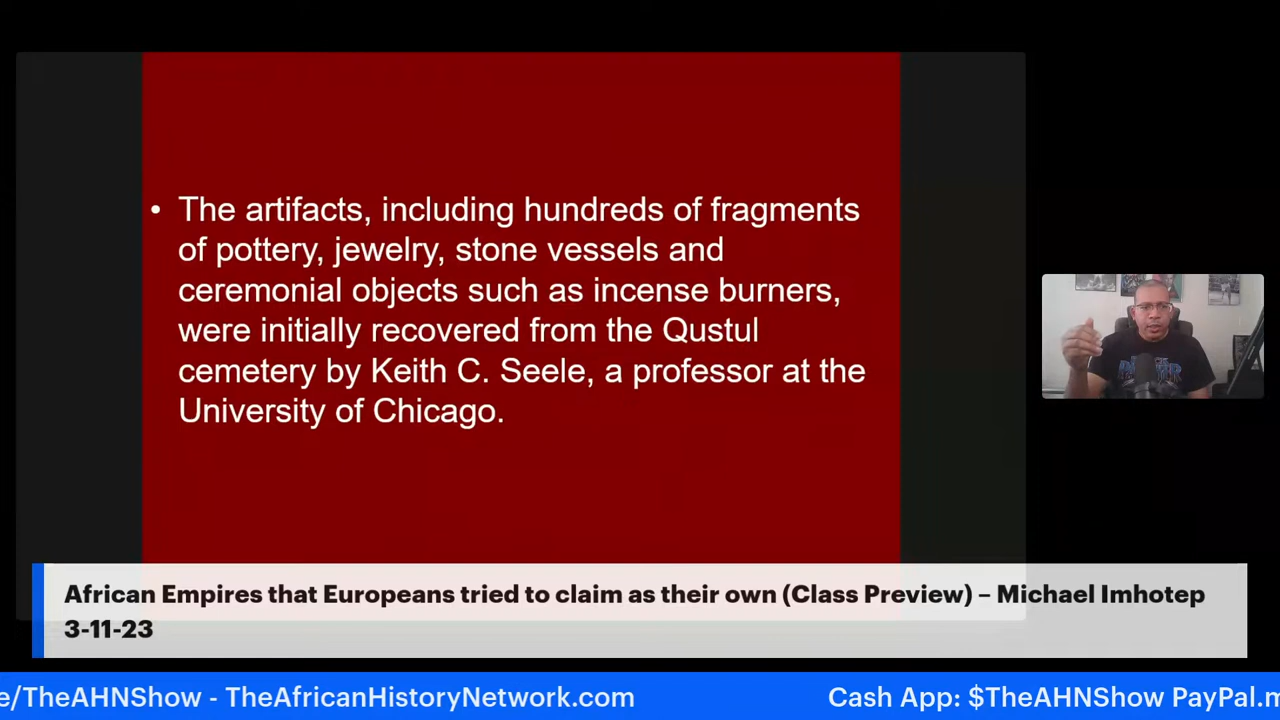 • The artifacts, including hundreds of fragments
of pottery, jewelry, stone vessels and
ceremonial objects such as incense burners,
were initially recovered from the Qustul
cemetery by Keith C. Seele, a professor at the
University of Chicago.
African Empires that Europeans tried to claim as their own (Class Preview) – Michael Imhotep
3-11-23
e/TheAHNShow - TheAfricanHistoryNetwork.com Cash App: $TheAHNShow PayPal.m